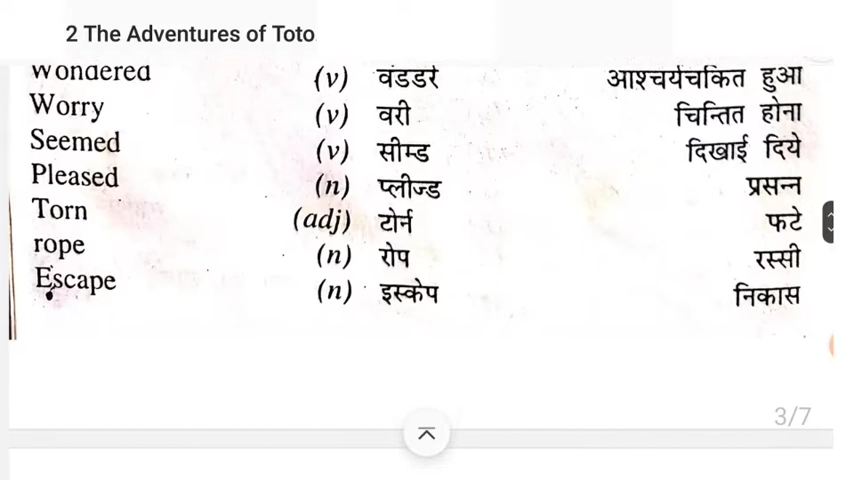 2 The Adventures of Toto
Wondered (v) वंडडर्र आश्चर्यचकित हुआ
Worry (v) वरी चिन्तित होना
Seemed (v) सीम्ड दिखाई दिये
Pleased (n) प्लीज्ड प्रसन्न
Torn (adj) टोर्न फटे
rope (n) रोप रस्सी
Escape (n) इस्केप निकास
3/7